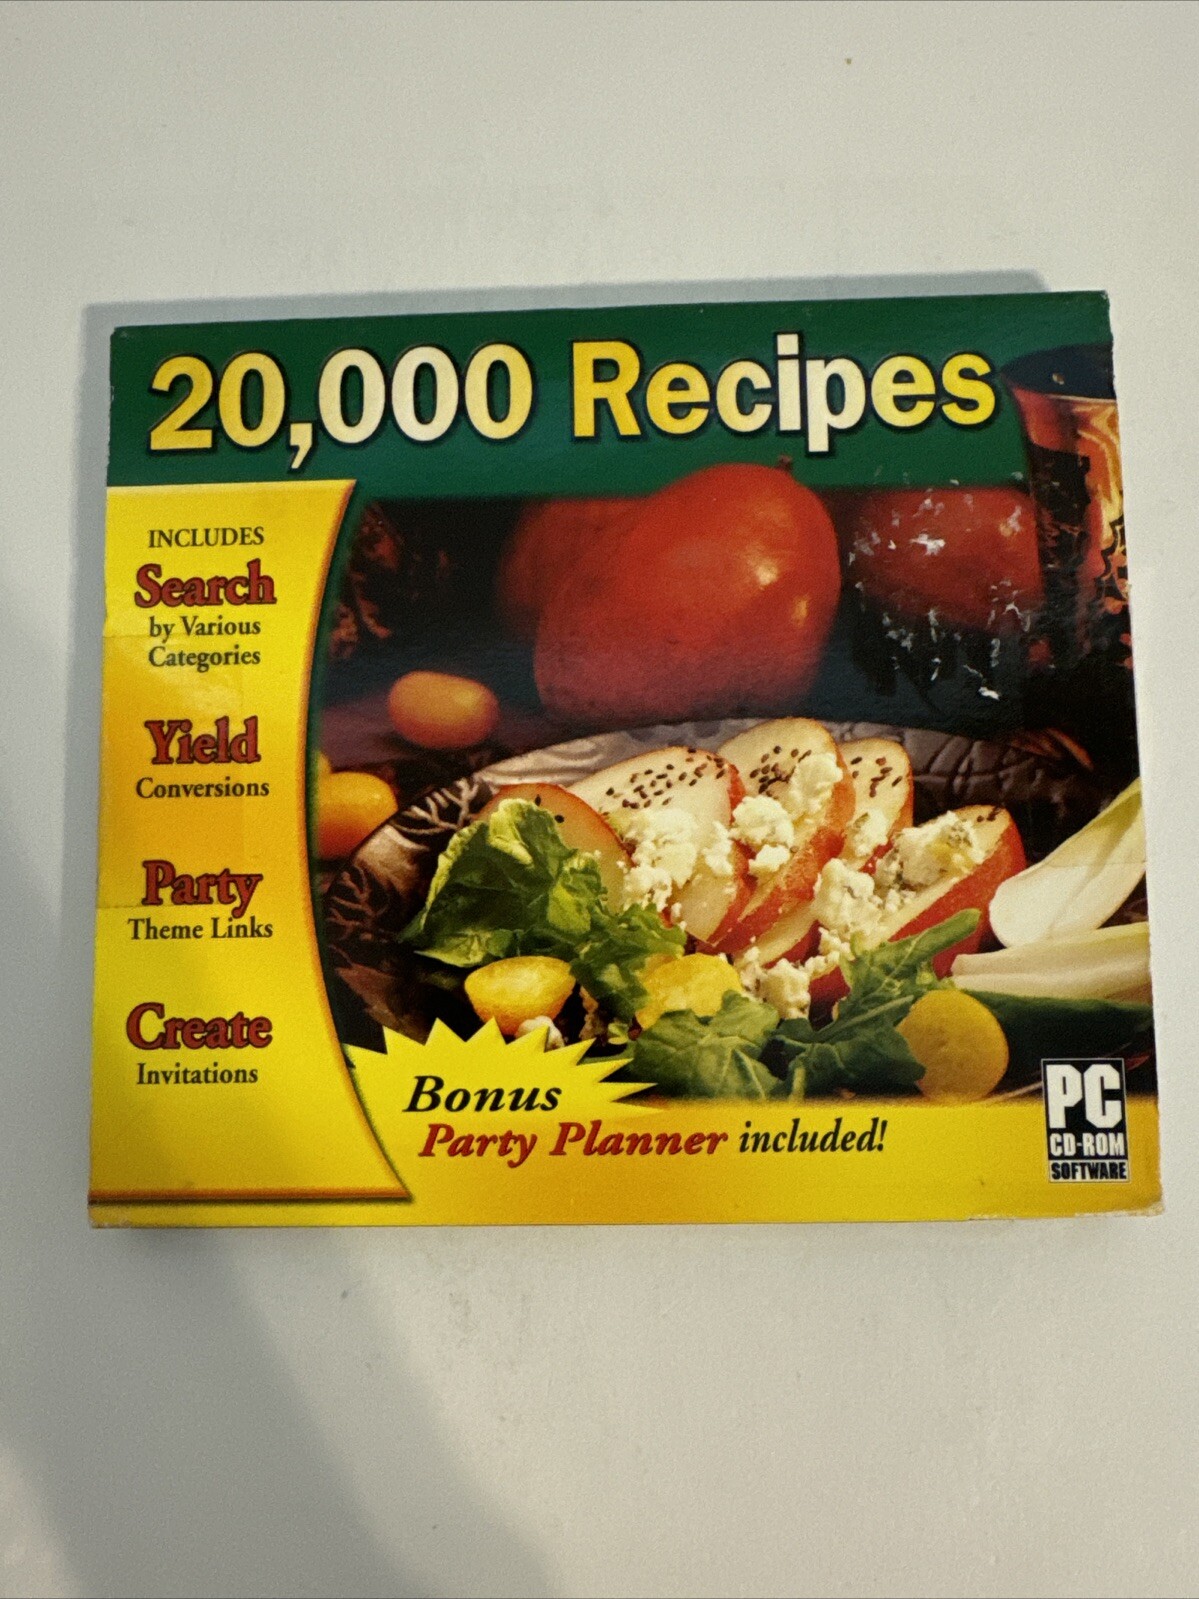 20,000 Recipes
INCLUDES
Search
by Various
Categories
Yield
Conversions
Party
Theme Links
Create
Invitations
Bonus
Party Planner included!
PC
CD-ROM
SOFTWARE